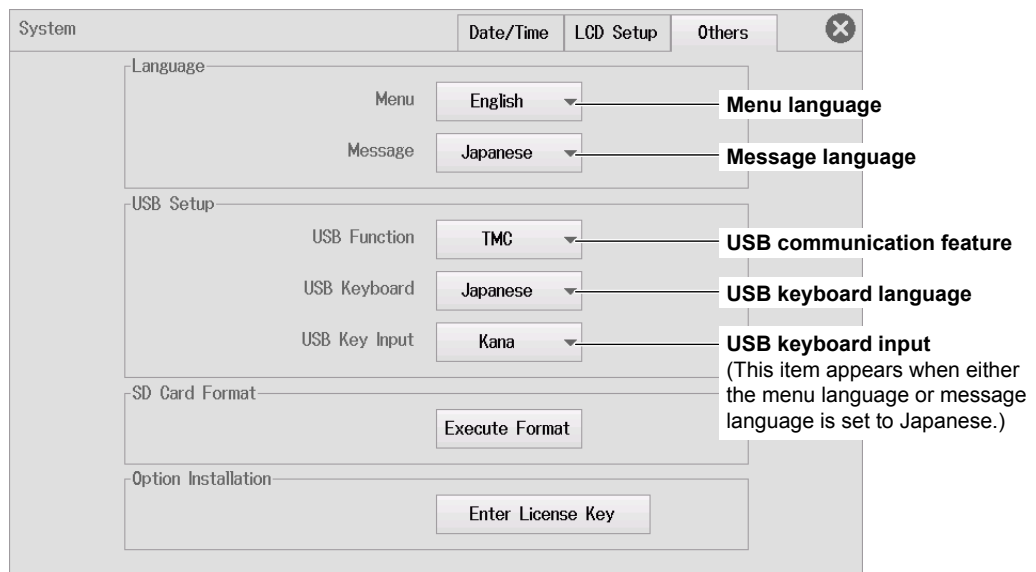 System
Date/Time
LCD Setup
Others
Language
Menu
English
Menu language
Message
Japanese
Message language
USB Setup
USB Function
TMC
USB communication feature
USB Keyboard
Japanese
USB keyboard language
USB Key Input
Kana
USB keyboard input
(This item appears when either
the menu language or message
language is set to Japanese.)
SD Card Format
Execute Format
Option Installation
Enter License Key